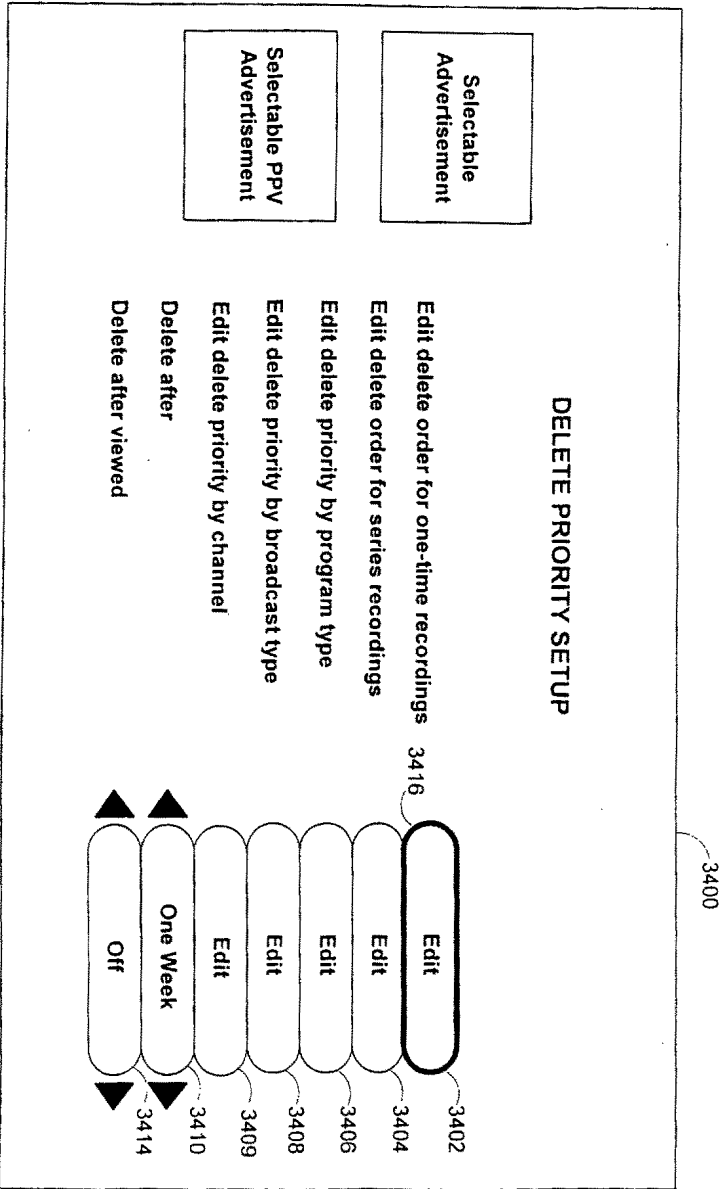 3400
DELETE PRIORITY SETUP
Selectable
Advertisement
Selectable PPV
Advertisement
3416
Edit delete order for one-time recordings Edit 3402
Edit delete order for series recordings Edit 3404
Edit delete priority by program type Edit 3406
Edit delete priority by broadcast type Edit 3408
Edit delete priority by channel Edit 3409
Delete after One Week 3410
Delete after viewed Off 3414